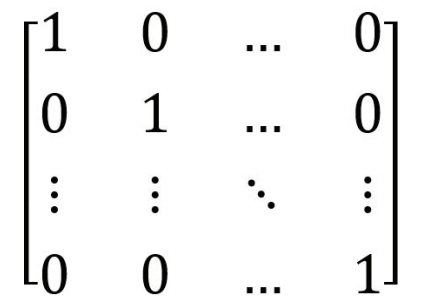 1 0 ... 0
0 1 ... 0
⋮ ⋮ ⋱ ⋮
0 0 ... 1